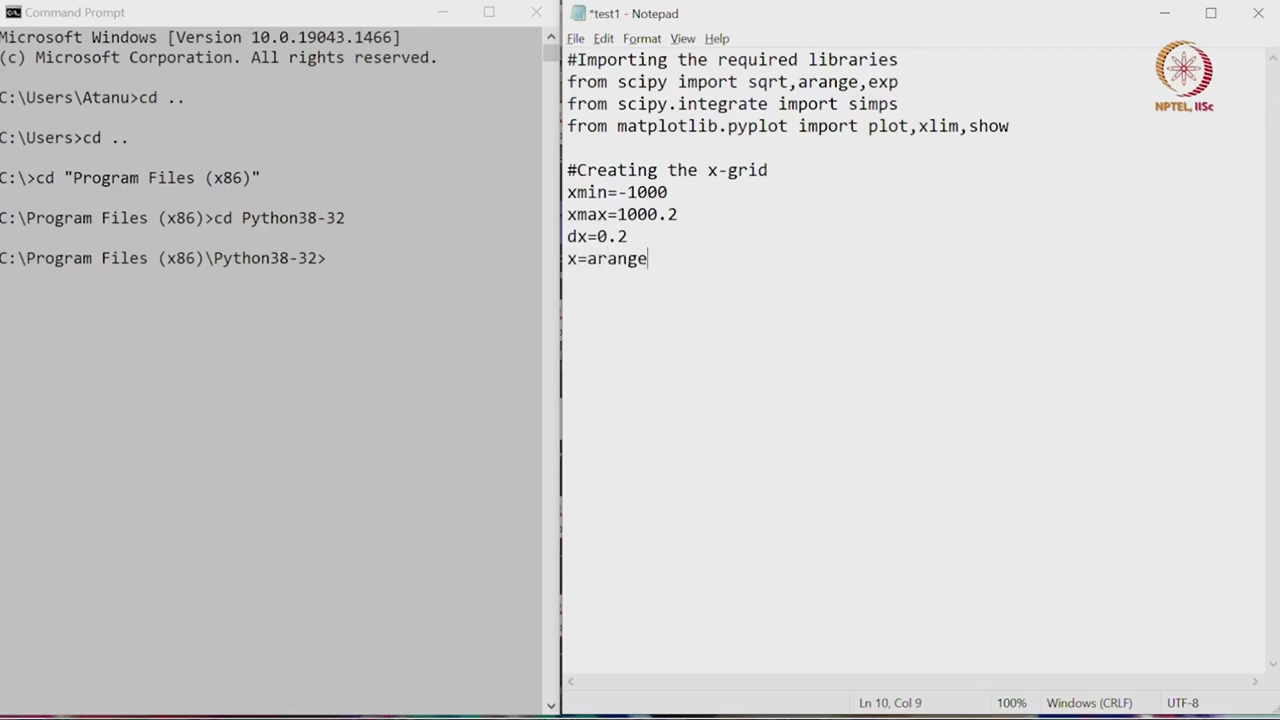 Command Prompt
Microsoft Windows [Version 10.0.19043.1466]
(c) Microsoft Corporation. All rights reserved.
C:\Users\Atanu>cd ..
C:\Users>cd ..
C:\>cd "Program Files (x86)"
C:\Program Files (x86)>cd Python38-32
C:\Program Files (x86)\Python38-32>
*test1 - Notepad
File Edit Format View Help
#Importing the required libraries
from scipy import sqrt,arange,exp
from scipy.integrate import simps
from matplotlib.pyplot import plot,xlim,show
#Creating the x-grid
xmin=-1000
xmax=1000.2
dx=0.2
x=arange
NPTEL, IISc
Ln 10, Col 9
100%
Windows (CRLF)
UTF-8